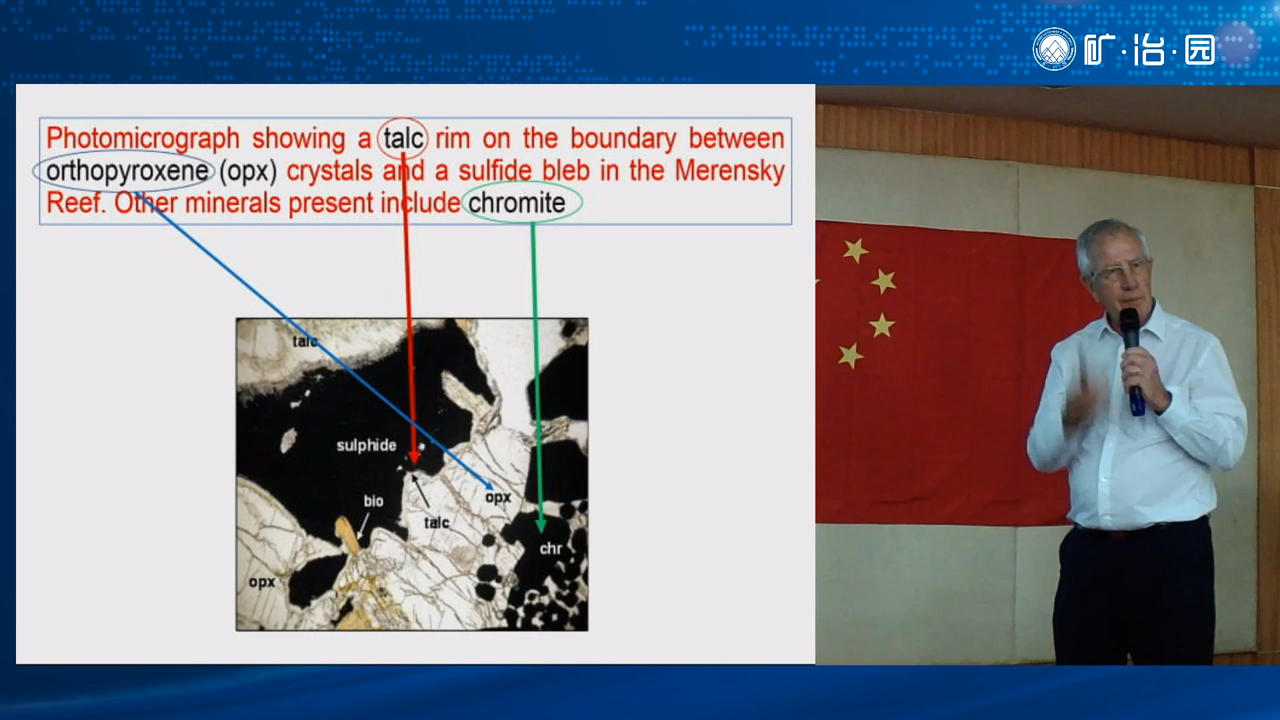 矿·冶·园
Photomicrograph showing a talc rim on the boundary between
orthopyroxene (opx) crystals and a sulfide bleb in the Merensky
Reef. Other minerals present include chromite
talc
sulphide
bio
opx
talc
chr
opx